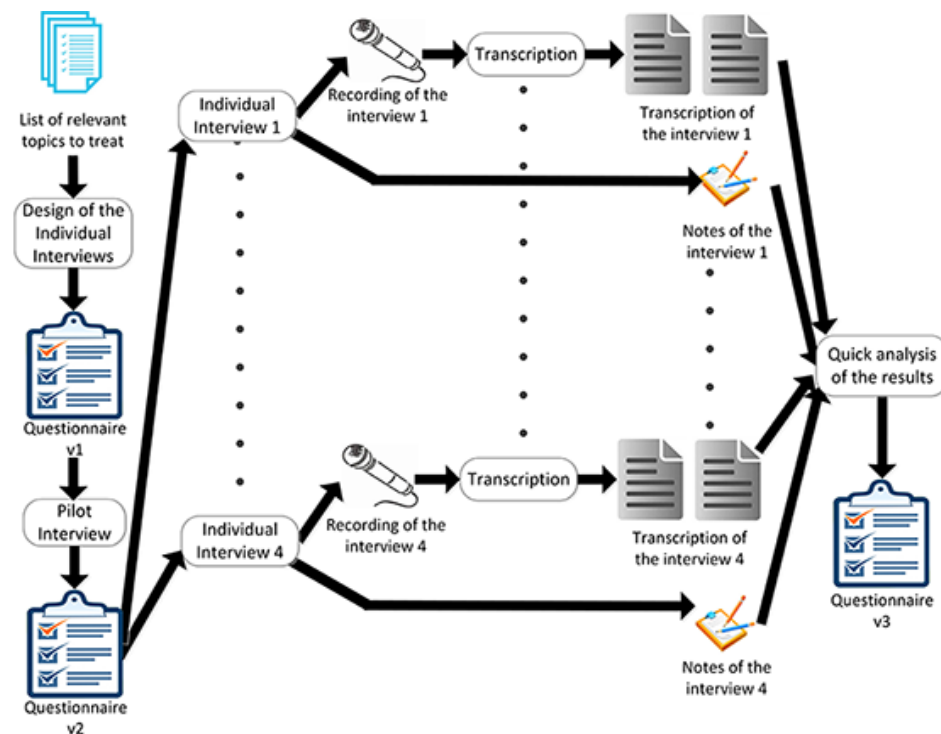 List of relevant
topics to treat
Design of the
Individual
Interviews
Questionnaire
v1
Pilot
Interview
Questionnaire
v2
Individual
Interview 1
Recording of the
interview 1
Transcription
Transcription of
the interview 1
Notes of the
interview 1
Individual
Interview 4
Recording of the
interview 4
Transcription
Transcription of
the interview 4
Notes of the
interview 4
Quick analysis
of the results
Questionnaire
v3